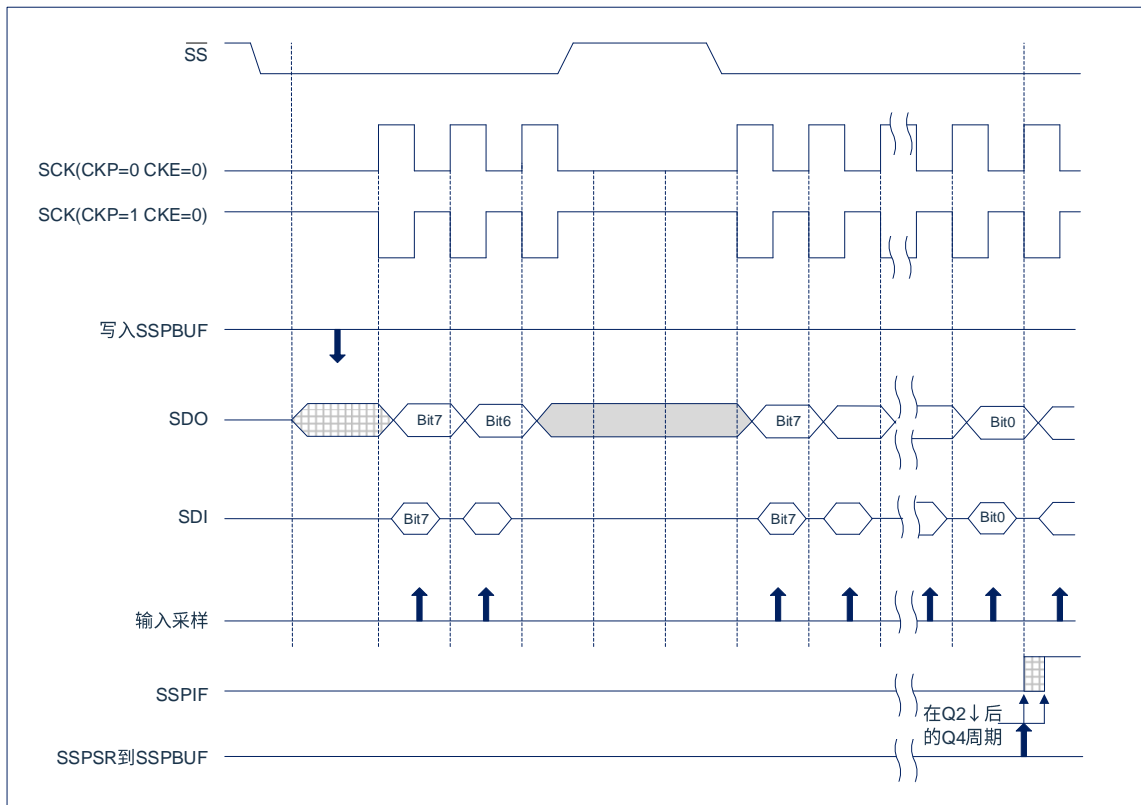 SS
SCK(CKP=0 CKE=0)
SCK(CKP=1 CKE=0)
写入SSPBUF
SDO
Bit7
Bit6
Bit7
Bit0
SDI
Bit7
Bit7
Bit0
输入采样
SSPIF
在Q2↓后
的Q4周期
SSPSR到SSPBUF